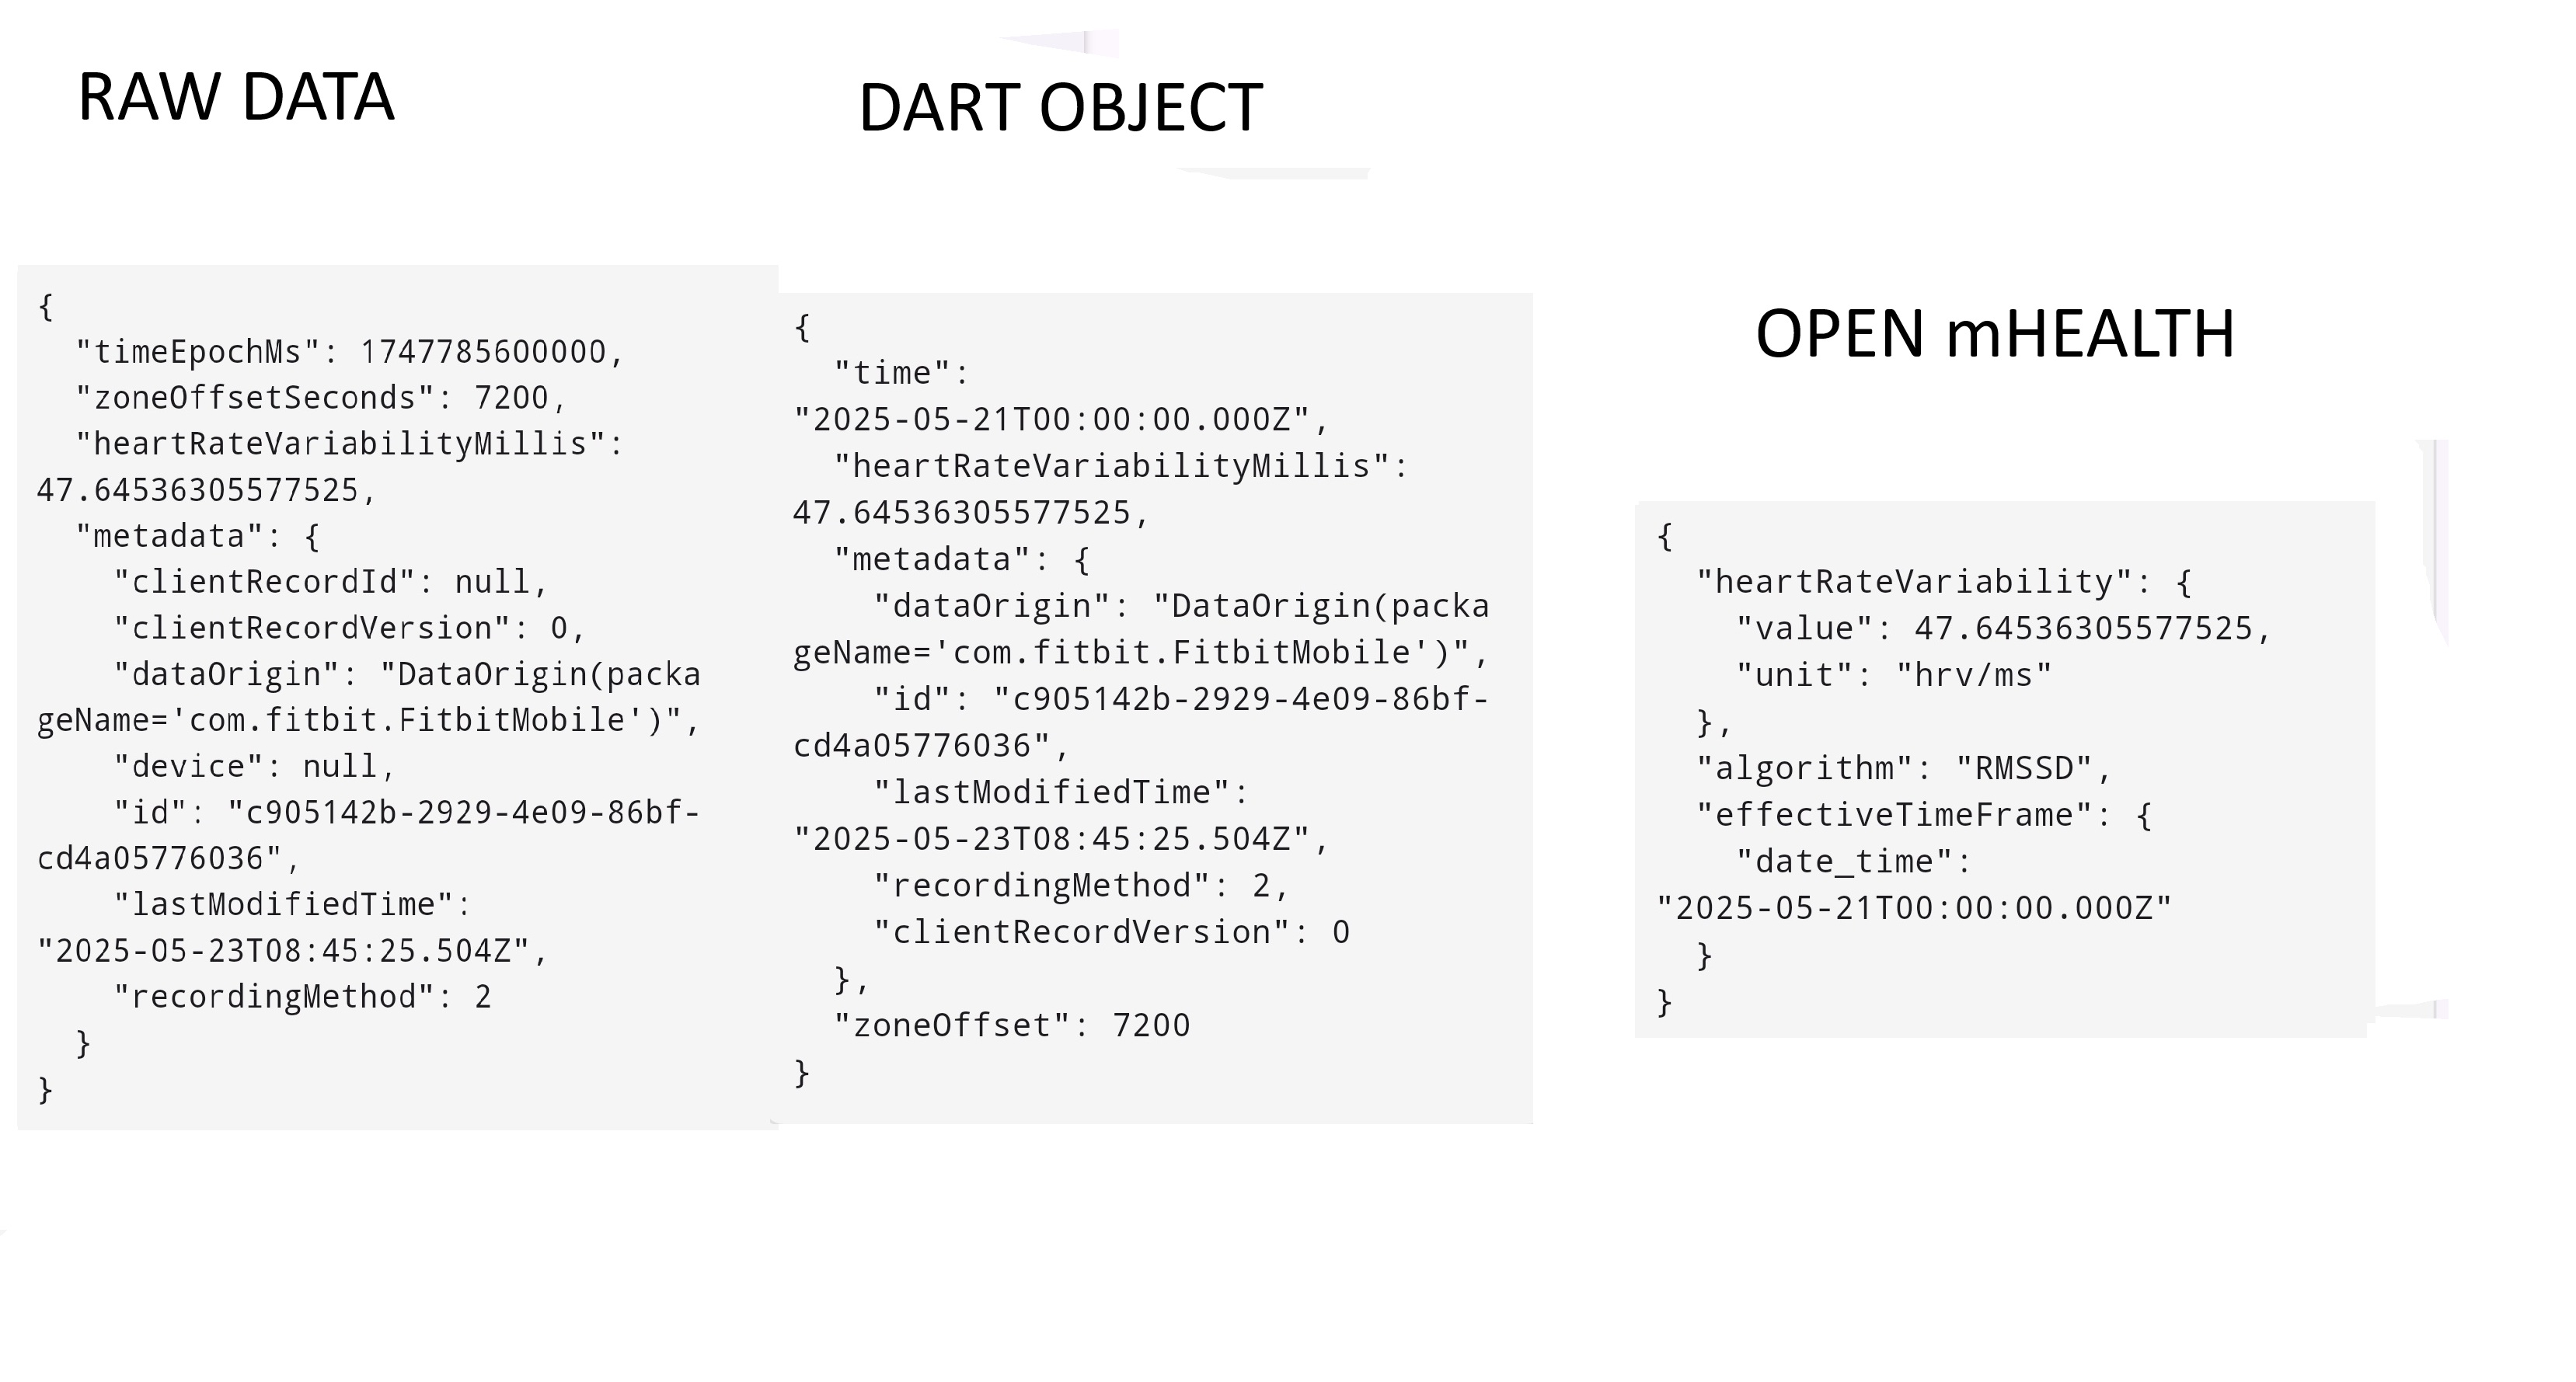 RAW DATA
{
  "timeEpochMs": 1747785600000,
  "zoneOffsetSeconds": 7200,
  "heartRateVariabilityMillis":
47.64536305577525,
  "metadata": {
    "clientRecordId": null,
    "clientRecordVersion": 0,
    "dataOrigin": "DataOrigin(packa
geName='com.fitbit.FitbitMobile')",
    "device": null,
    "id": "c905142b-2929-4e09-86bf-
cd4a05776036",
    "lastModifiedTime":
"2025-05-23T08:45:25.504Z",
    "recordingMethod": 2
  }
}
DART OBJECT
{
  "time":
"2025-05-21T00:00:00.000Z",
  "heartRateVariabilityMillis":
47.64536305577525,
  "metadata": {
    "dataOrigin": "DataOrigin(packa
geName='com.fitbit.FitbitMobile')",
    "id": "c905142b-2929-4e09-86bf-
cd4a05776036",
    "lastModifiedTime":
"2025-05-23T08:45:25.504Z",
    "recordingMethod": 2,
    "clientRecordVersion": 0
  },
  "zoneOffset": 7200
}
OPEN mHEALTH
{
  "heartRateVariability": {
    "value": 47.64536305577525,
    "unit": "hrv/ms"
  },
  "algorithm": "RMSSD",
  "effectiveTimeFrame": {
    "date_time":
"2025-05-21T00:00:00.000Z"
  }
}